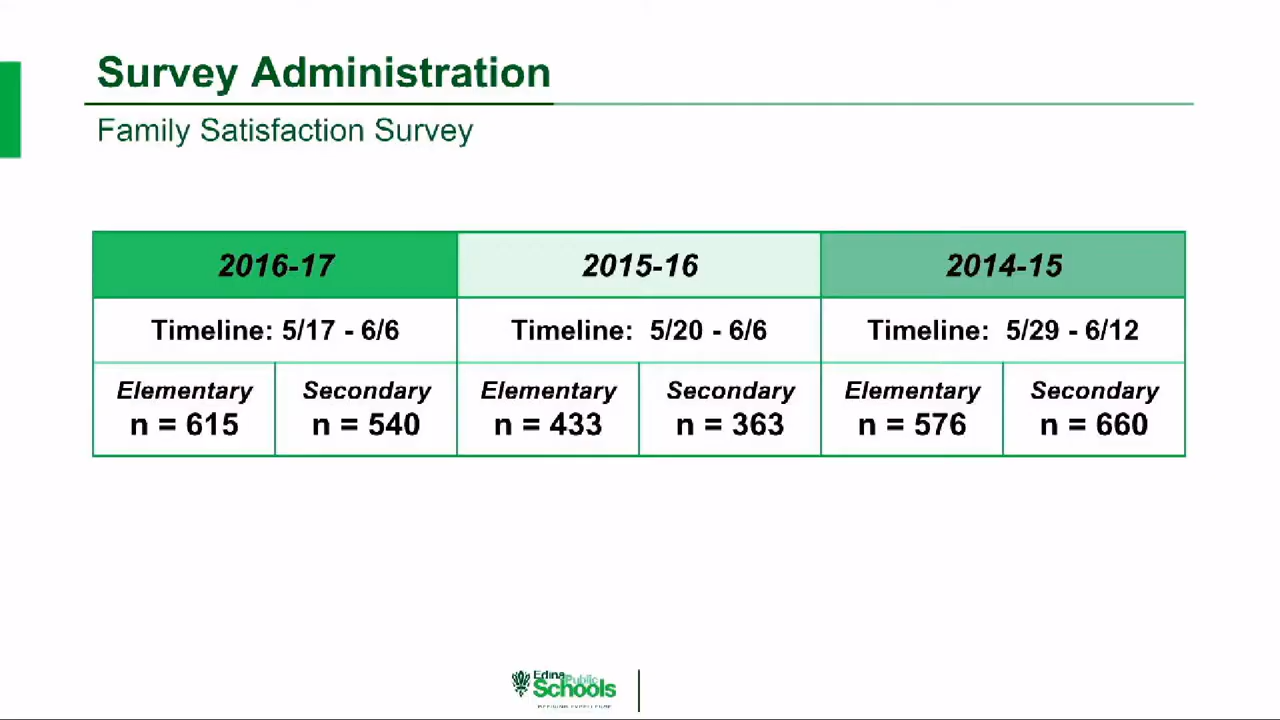 Survey Administration
Family Satisfaction Survey
2016-17 2015-16 2014-15
Timeline: 5/17 - 6/6 Timeline: 5/20 - 6/6 Timeline: 5/29 - 6/12
Elementary Secondary Elementary Secondary Elementary Secondary
n = 615 n = 540 n = 433 n = 363 n = 576 n = 660
Edina Public
Schools
DEFINING EXCELLENCE